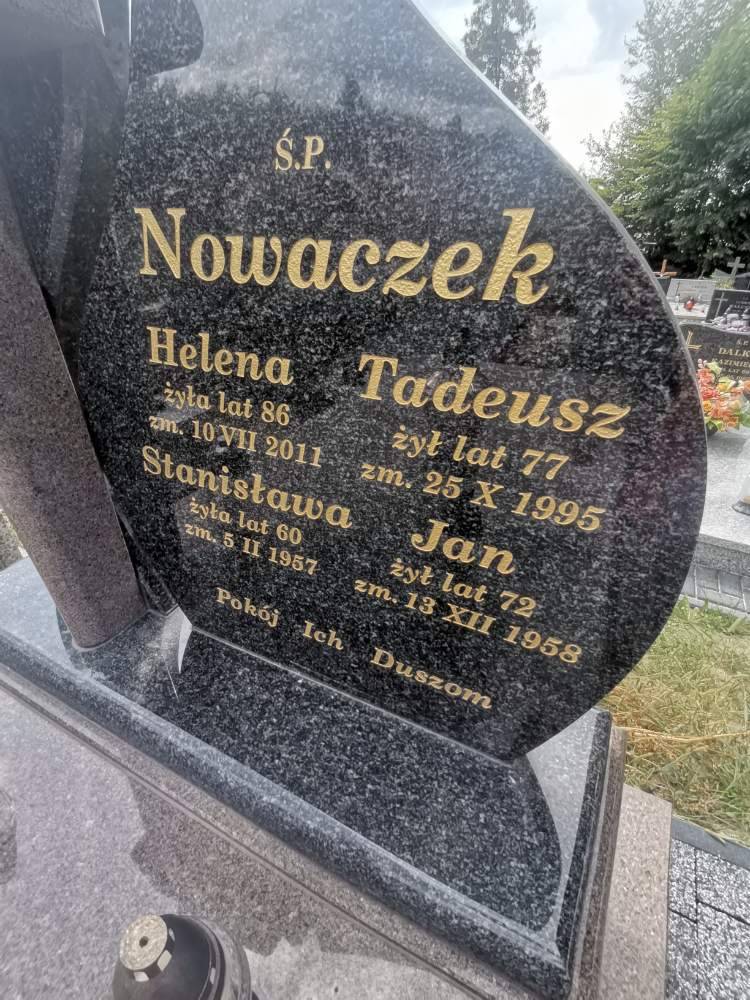 Ś.P.
Nowaczek
Helena
żyła lat 86
zm. 10 VII 2011
Tadeusz
żył lat 77
zm. 25 X 1995
Stanisława
żyła lat 60
zm. 5 II 1957
Jan
żył lat 72
zm. 13 XII 1958
Pokój Ich Duszom